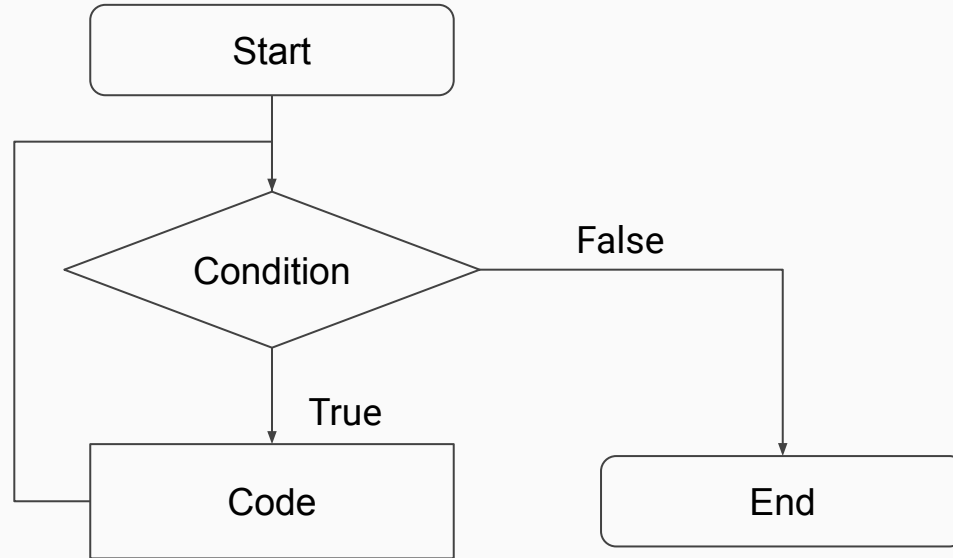 Start
Condition
False
True
Code
End